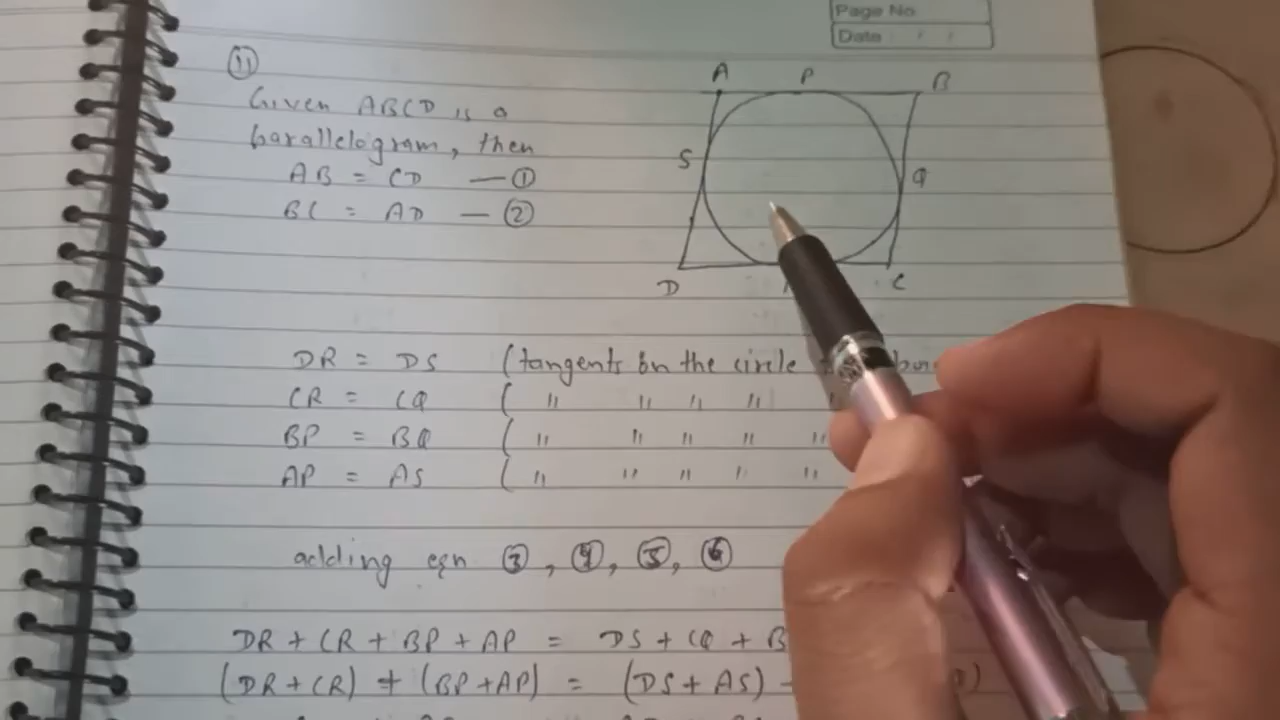 Page No
Date : / /
11
Given ABCD is a
parallelogram, then
AB = CD — 1
BC = AD — 2
A P B
S Q
D C
DR = DS (tangents on the circle
CR = CQ ( " " " "
BP = BQ ( " " " " "
AP = AS ( " " " " "
adding eqn 3, 4, 5, 6
DR + CR + BP + AP = DS + CQ + B
(DR + CR) + (BP + AP) = (DS + AS)